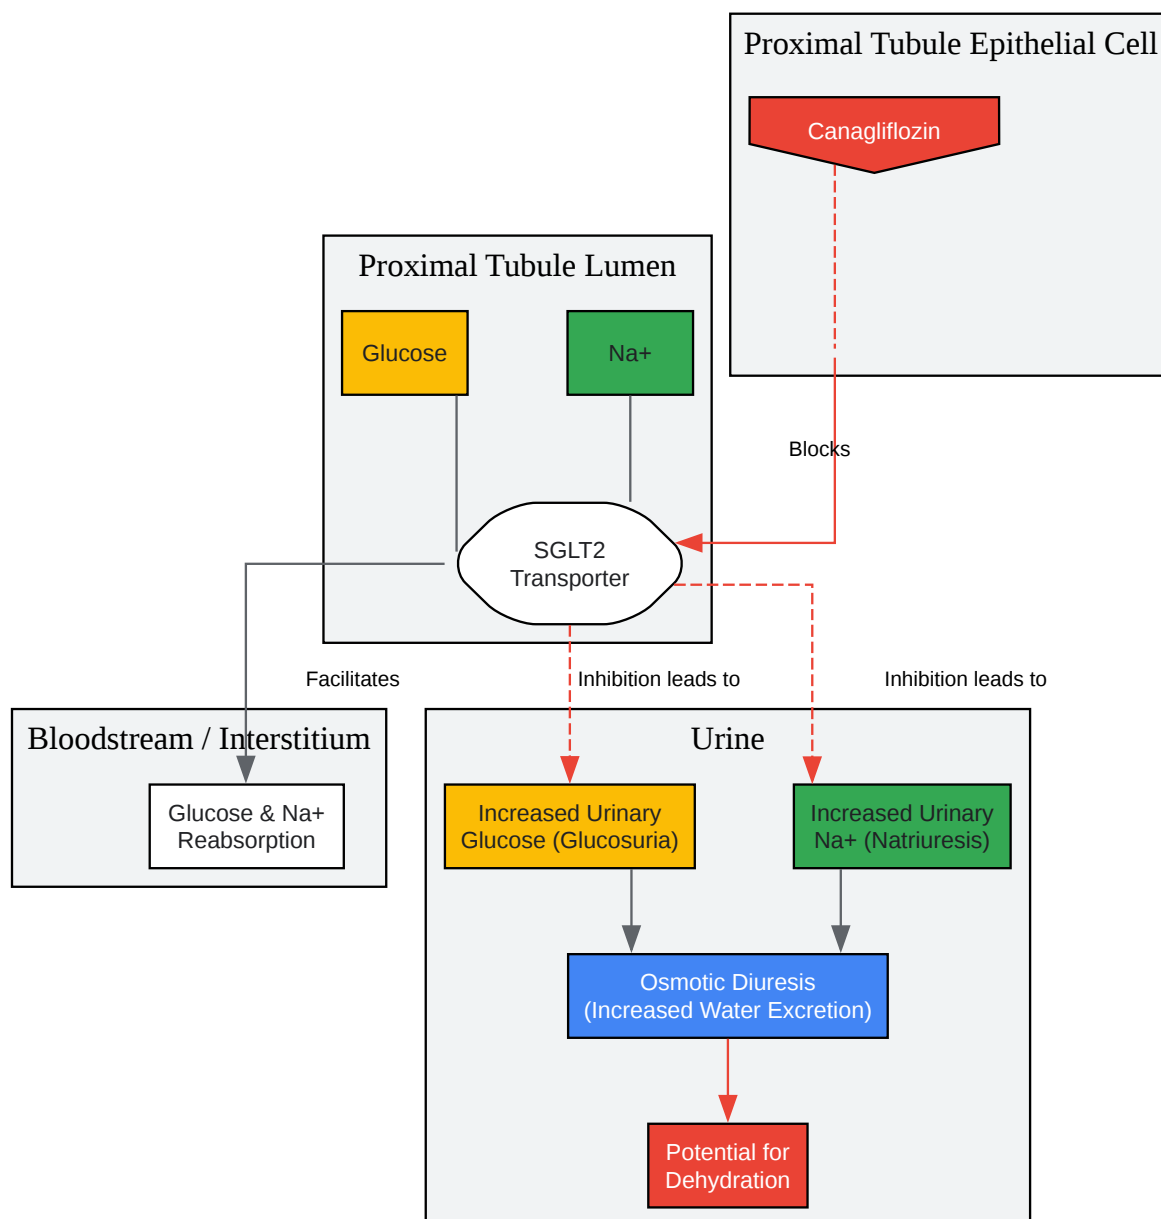 Proximal Tubule Epithelial Cell
Canagliflozin
Proximal Tubule Lumen
Glucose
Na+
Blocks
SGLT2
Transporter
Facilitates
Inhibition leads to
Inhibition leads to
Bloodstream / Interstitium
Urine
Glucose & Na+
Reabsorption
Increased Urinary
Glucose (Glucosuria)
Increased Urinary
Na+ (Natriuresis)
Osmotic Diuresis
(Increased Water Excretion)
Potential for
Dehydration